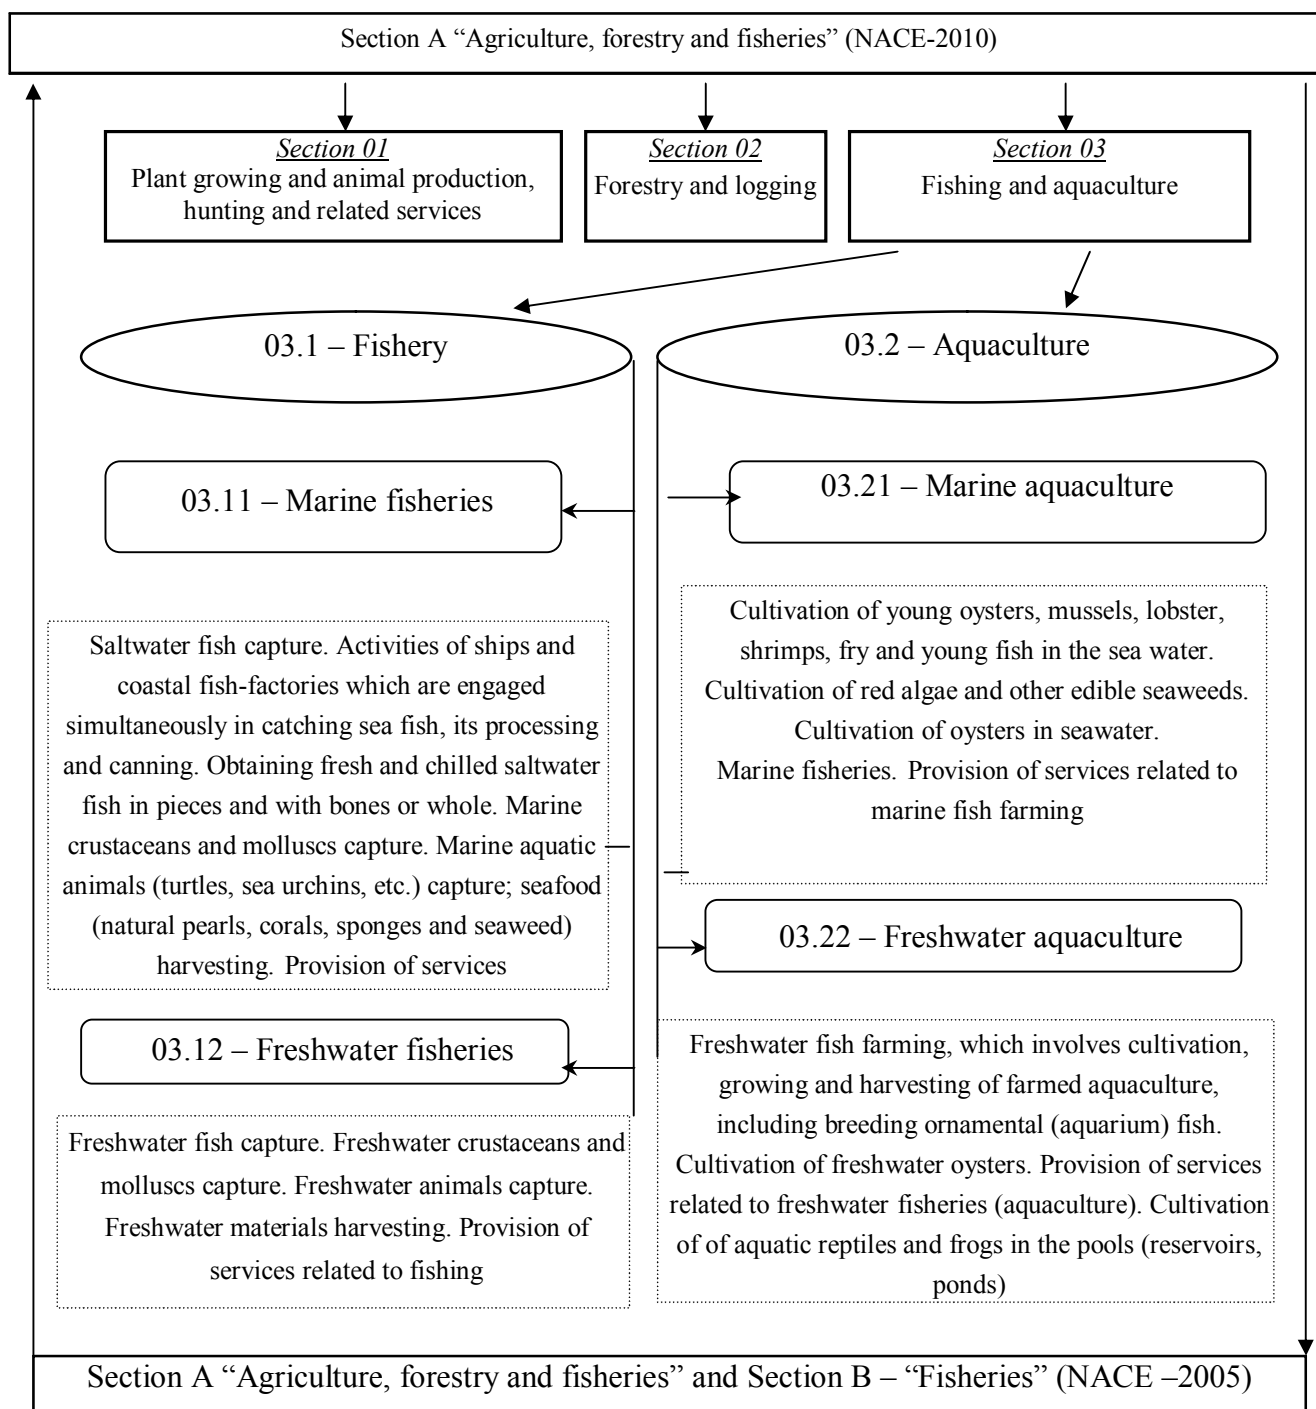 Section A “Agriculture, forestry and fisheries” (NACE-2010)
Section 01
Plant growing and animal production,
hunting and related services
Section 02
Forestry and logging
Section 03
Fishing and aquaculture
03.1 – Fishery
03.2 – Aquaculture
03.11 – Marine fisheries
03.21 – Marine aquaculture
Saltwater fish capture. Activities of ships and
coastal fish-factories which are engaged
simultaneously in catching sea fish, its processing
and canning. Obtaining fresh and chilled saltwater
fish in pieces and with bones or whole. Marine
crustaceans and molluscs capture. Marine aquatic
animals (turtles, sea urchins, etc.) capture; seafood
(natural pearls, corals, sponges and seaweed)
harvesting. Provision of services
Cultivation of young oysters, mussels, lobster,
shrimps, fry and young fish in the sea water.
Cultivation of red algae and other edible seaweeds.
Cultivation of oysters in seawater.
Marine fisheries. Provision of services related to
marine fish farming
03.22 – Freshwater aquaculture
03.12 – Freshwater fisheries
Freshwater fish capture. Freshwater crustaceans and
molluscs capture. Freshwater animals capture.
Freshwater materials harvesting. Provision of
services related to fishing
Freshwater fish farming, which involves cultivation,
growing and harvesting of farmed aquaculture,
including breeding ornamental (aquarium) fish.
Cultivation of freshwater oysters. Provision of services
related to freshwater fisheries (aquaculture). Cultivation
of of aquatic reptiles and frogs in the pools (reservoirs,
ponds)
Section A “Agriculture, forestry and fisheries” and Section B – “Fisheries” (NACE –2005)